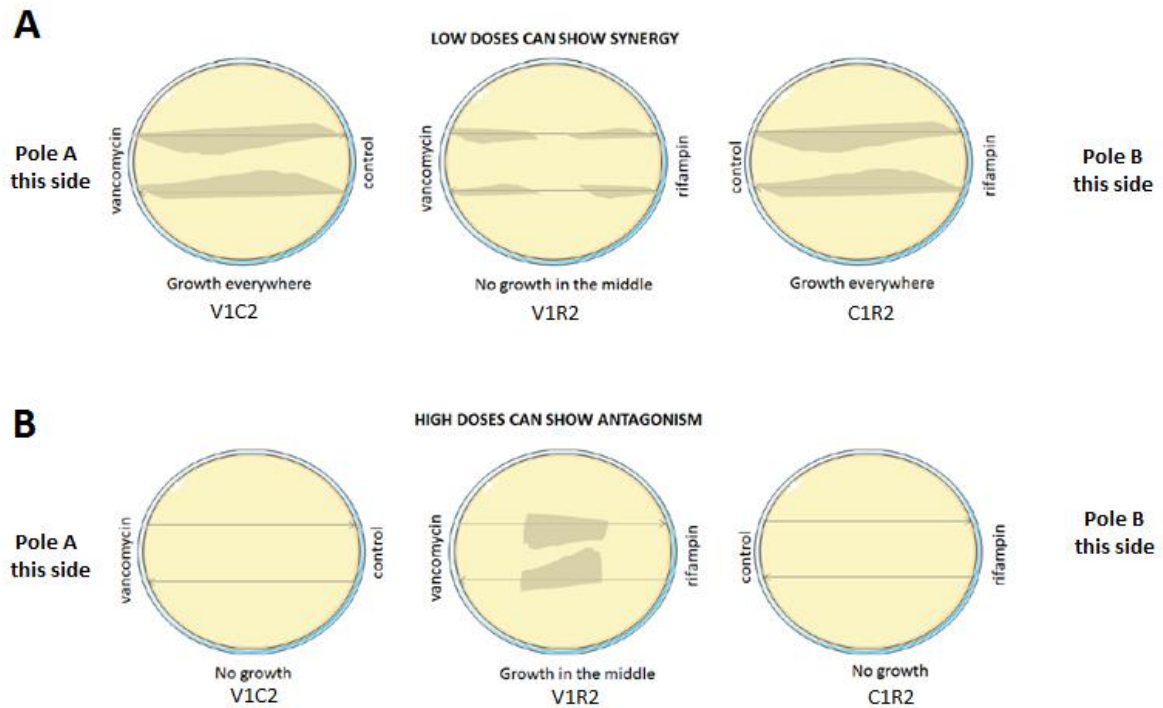 A
LOW DOSES CAN SHOW SYNERGY
Pole A
this side
vancomycin
control
vancomycin
rifampin
control
rifampin
Pole B
this side
Growth everywhere
No growth in the middle
Growth everywhere
V1C2
V1R2
C1R2
B
HIGH DOSES CAN SHOW ANTAGONISM
Pole A
this side
vancomycin
control
vancomycin
rifampin
control
rifampin
Pole B
this side
No growth
Growth in the middle
No growth
V1C2
V1R2
C1R2